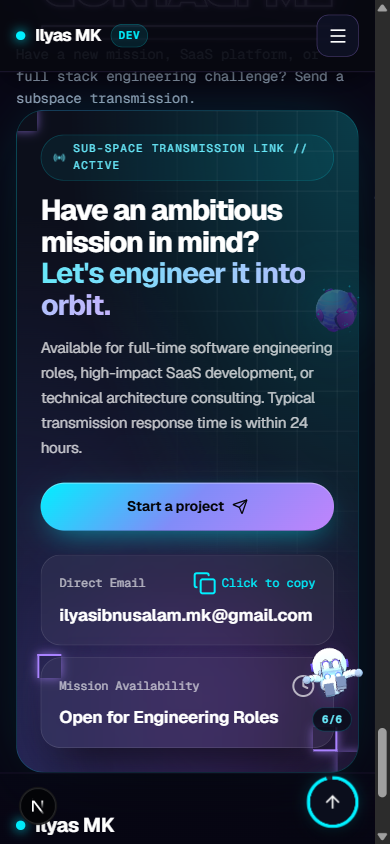 CONTACT ME
Ilyas MK DEV
Have a new mission, SaaS platform, or
full stack engineering challenge? Send a
subspace transmission.
SUB-SPACE TRANSMISSION LINK //
ACTIVE
Have an ambitious
mission in mind?
Let's engineer it into
orbit.
Available for full-time software engineering
roles, high-impact SaaS development, or
technical architecture consulting. Typical
transmission response time is within 24
hours.
Start a project
Direct Email Click to copy
ilyasibnusalam.mk@gmail.com
Mission Availability
Open for Engineering Roles
6/6
N
Ilyas MK